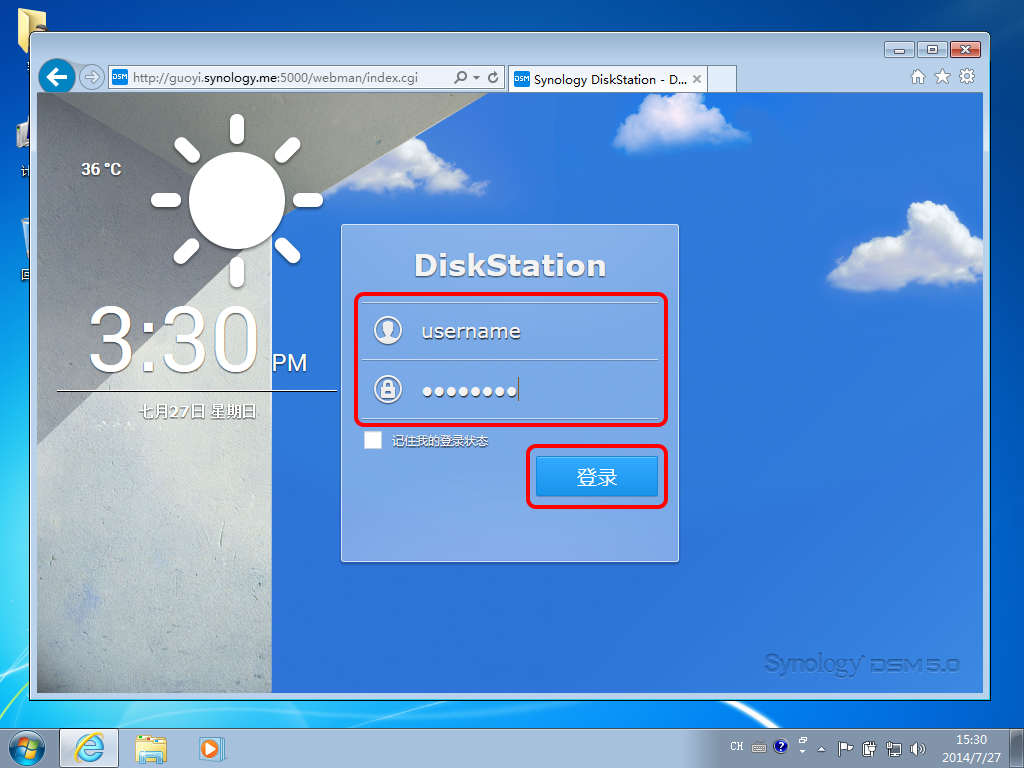 http://guoyi.synology.me:5000/webman/index.cgi
Synology DiskStation - D...
36 °C
3:30 PM
七月27日 星期日
DiskStation
username
记住我的登录状态
登录
Synology DSM 5.0
CH
15:30
2014/7/27